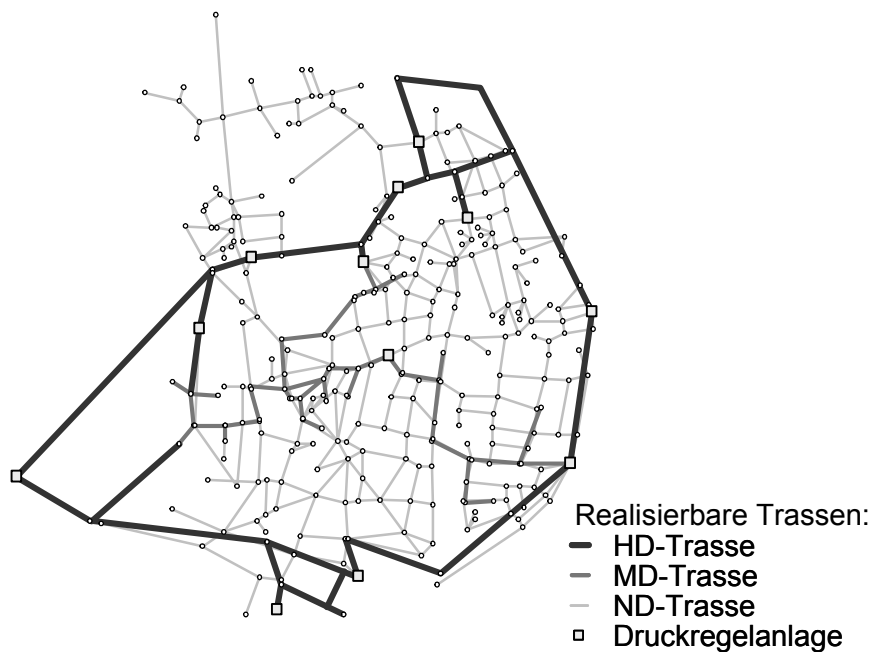 Realisierbare Trassen:
HD-Trasse
MD-Trasse
ND-Trasse
Druckregelanlage